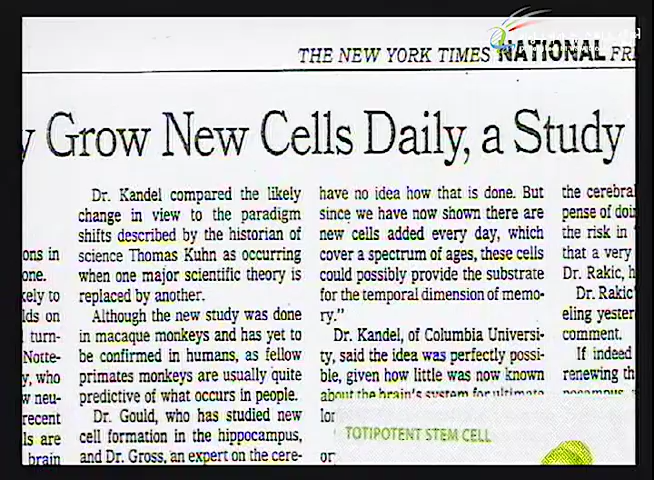 THE NEW YORK TIMES NATIONAL FRI
y Grow New Cells Daily, a Study
ons in
one.
kely to
lds on
turn-
Notte-
y, who
w neu-
recent
ls are
brain
Dr. Kandel compared the likely
change in view to the paradigm
shifts described by the historian of
science Thomas Kuhn as occurring
when one major scientific theory is
replaced by another.
Although the new study was done
in macaque monkeys and has yet to
be confirmed in humans, as fellow
primates monkeys are usually quite
predictive of what occurs in people.
Dr. Gould, who has studied new
cell formation in the hippocampus,
and Dr. Gross, an expert on the cere-
have no idea how that is done. But
since we have now shown there are
new cells added every day, which
cover a spectrum of ages, these cells
could possibly provide the substrate
for the temporal dimension of memo-
ry."
Dr. Kandel, of Columbia Universi-
ty, said the idea was perfectly possi-
ble, given how little was now known
about the brain's system for ultimate
lor
or
the cerebral
pense of doi
the risk in
that a very
Dr. Rakic, h
Dr. Rakic'
eling yester
comment.
If indeed
renewing th
TOTIPOTENT STEM CELL